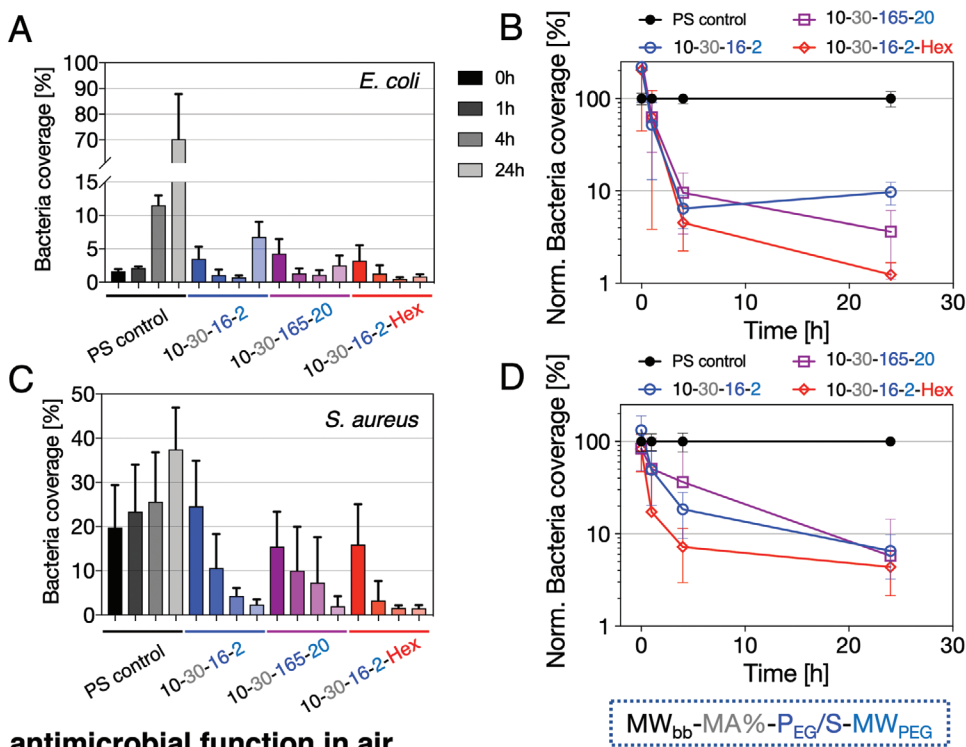 A
Bacteria coverage [%]
100
90
80
70
15
10
5
0
E. coli
0h
1h
4h
24h
PS control
10-30-16-2
10-30-165-20
10-30-16-2-Hex
B
PS control
10-30-165-20
10-30-16-2
10-30-16-2-Hex
Norm. Bacteria coverage [%]
100
10
1
0 10 20 30
Time [h]
C
Bacteria coverage [%]
50
40
30
20
10
0
S. aureus
PS control
10-30-16-2
10-30-165-20
10-30-16-2-Hex
D
PS control
10-30-165-20
10-30-16-2
10-30-16-2-Hex
Norm. Bacteria coverage [%]
100
10
1
0 10 20 30
Time [h]
MWbb-MA%-PEG/S-MWPEG
antimicrobial function in air